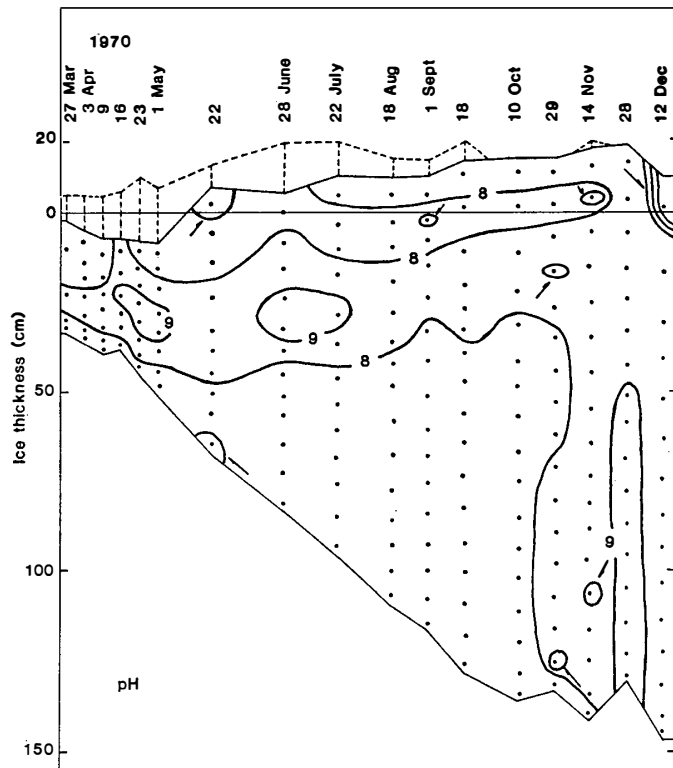 1970
27 Mar
3 Apr
9
16
23
1 May
22
28 June
22 July
18 Aug
1 Sept
18
10 Oct
29
14 Nov
28
12 Dec
20
0
50
100
150
Ice thickness (cm)
8
8
9
9
8
9
pH